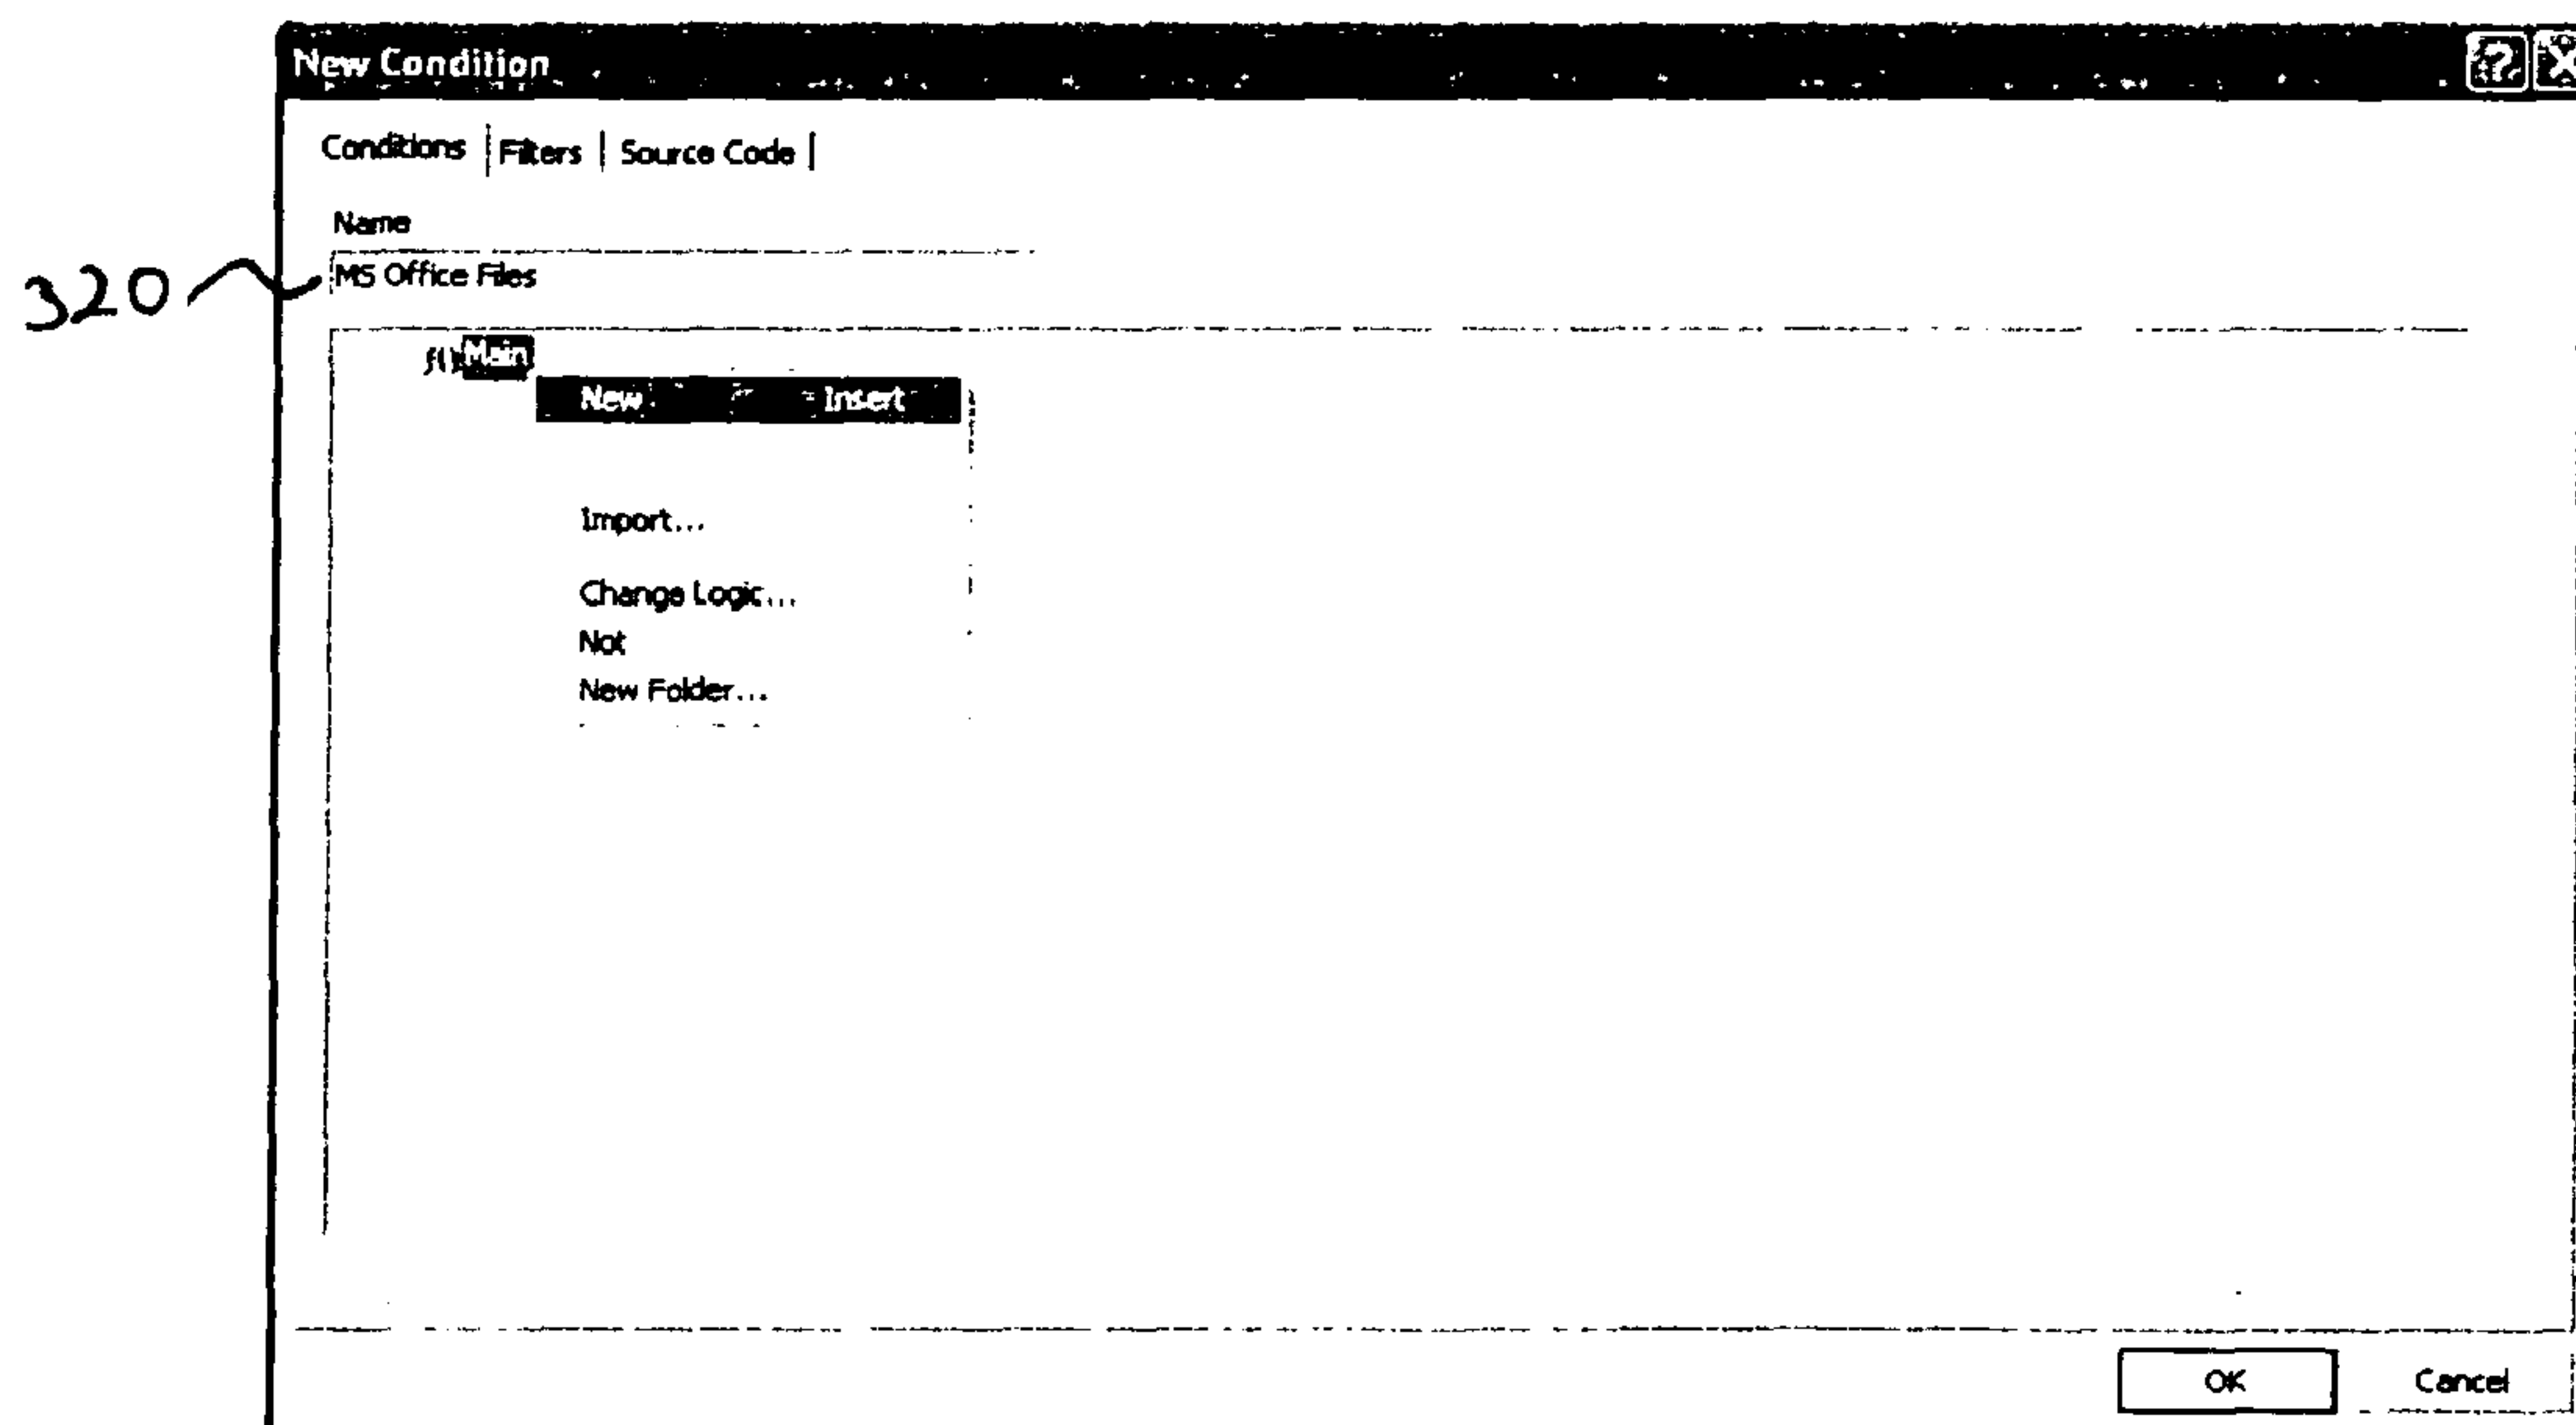 New Condition
Conditions | Filters | Source Code |
Name
320 MS Office Files
f() Main
New Insert
Import...
Change Logic...
Not
New Folder...
OK Cancel